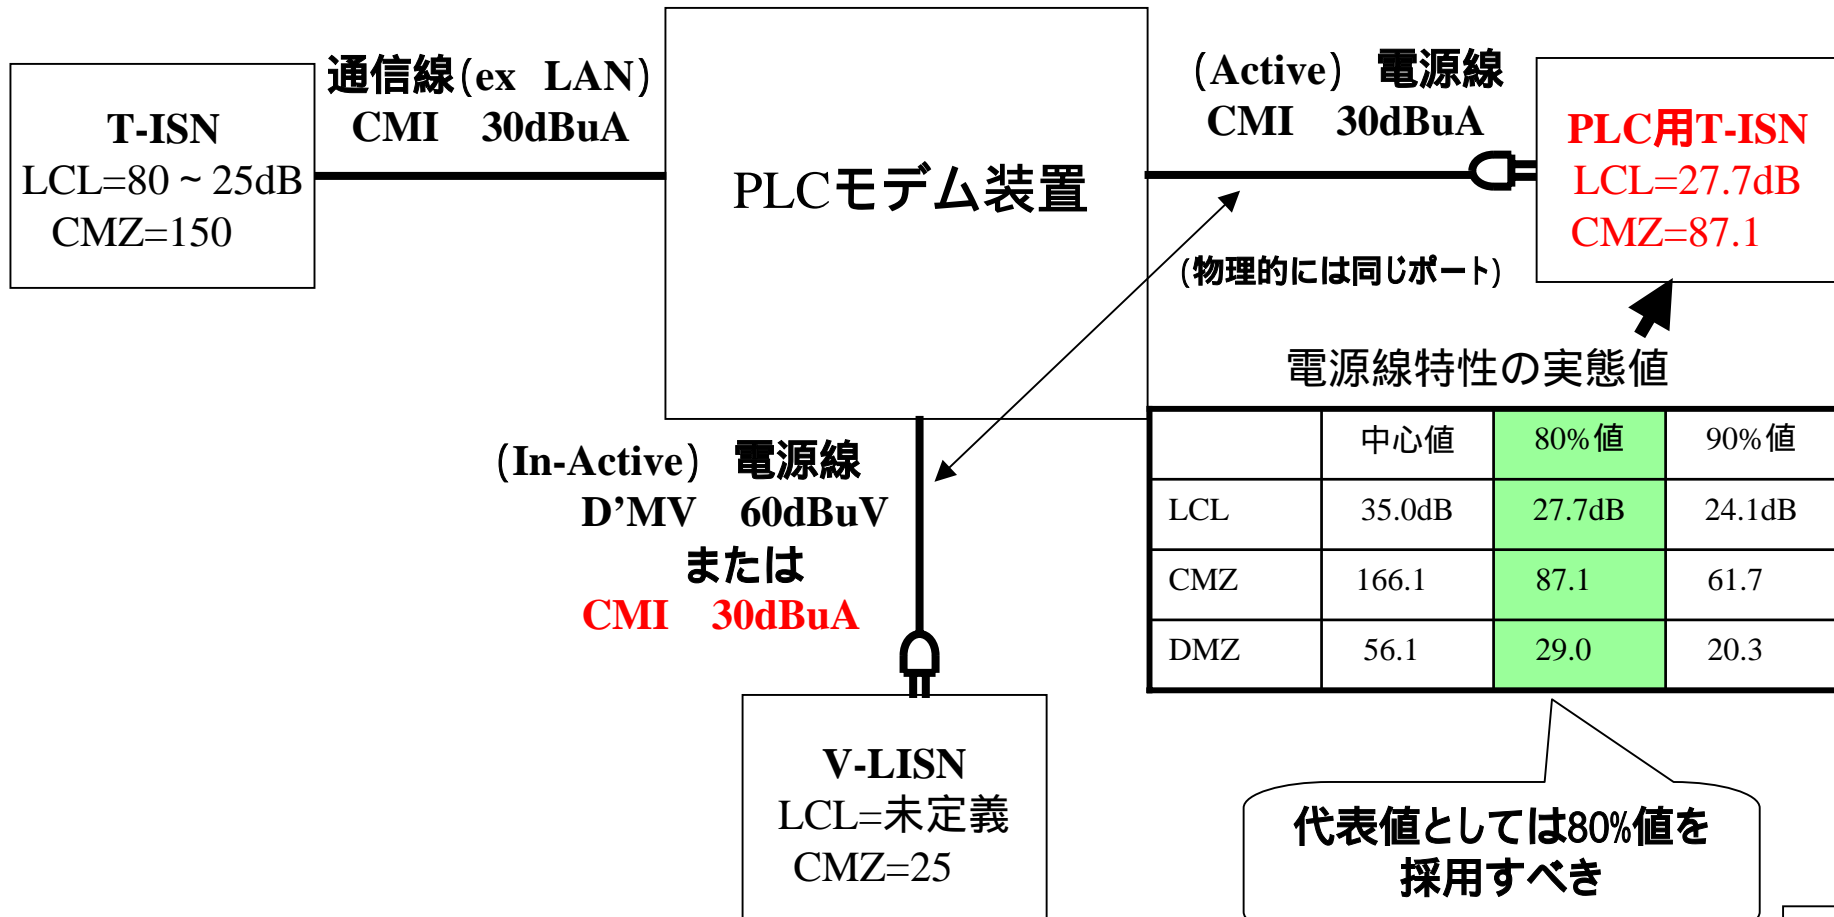 通信線(ex LAN)
CMI 30dBuA
T-ISN
LCL=80 ~ 25dB
CMZ=150
PLCモデム装置
(Active) 電源線
CMI 30dBuA
PLC用T-ISN
LCL=27.7dB
CMZ=87.1
(物理的には同じポート)
電源線特性の実態値
中心値 80%値 90%値
LCL 35.0dB 27.7dB 24.1dB
CMZ 166.1 87.1 61.7
DMZ 56.1 29.0 20.3
(In-Active) 電源線
D’MV 60dBuV
または
CMI 30dBuA
V-LISN
LCL=未定義
CMZ=25
代表値としては80%値を
採用すべき